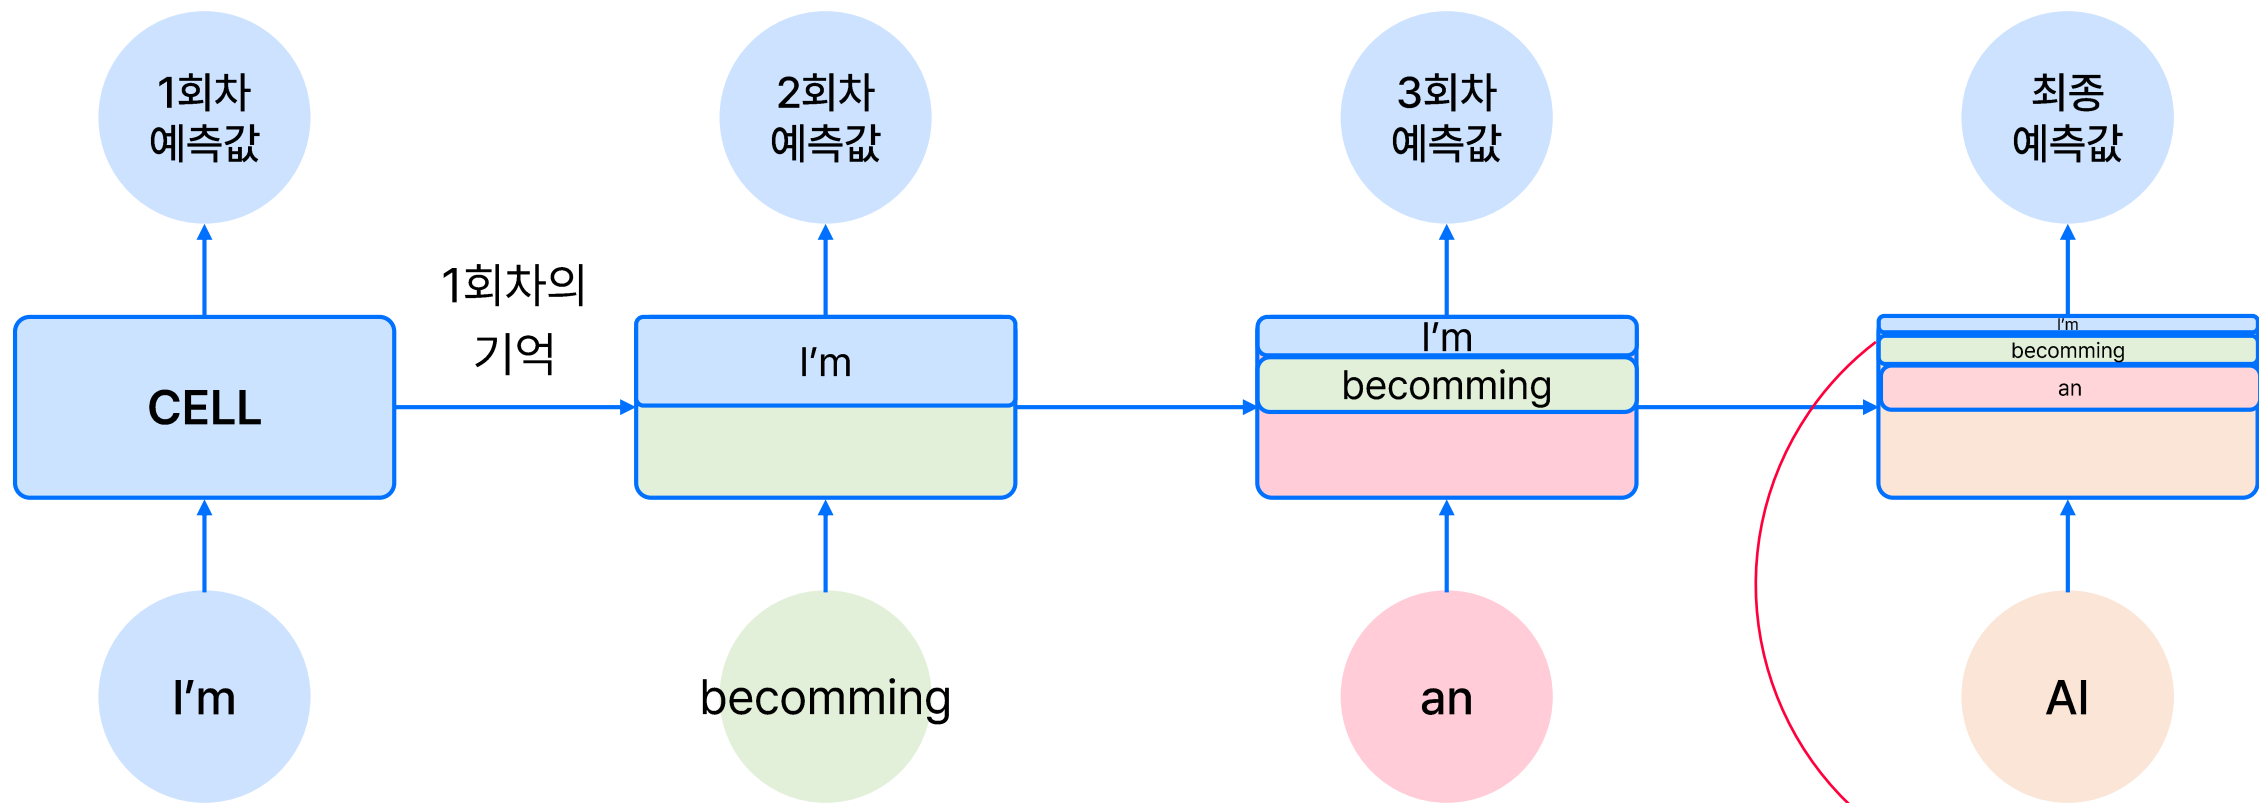 1회차
예측값
2회차
예측값
3회차
예측값
최종
예측값
1회차의
기억
CELL
I'm
I'm
becomming
I'm
becomming
an
I'm
becomming
an
AI